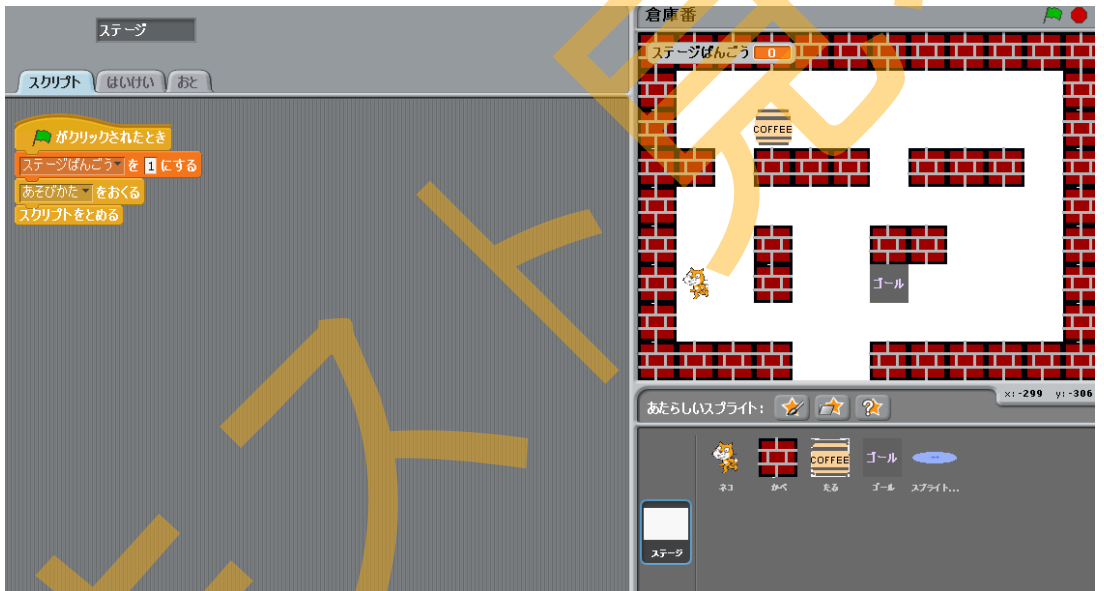 ステージ
スクリプト はいけい おと
がクリックされたとき
ステージばんごう を 1 にする
あそびかた をおくる
スクリプトをとめる
倉庫番
ステージばんごう 0
COFFEE
ゴール
x: -299 y: -306
あたらしいスプライト:
COFFEE ゴール
ネコ かべ たる ゴール スプライト...
ステージ